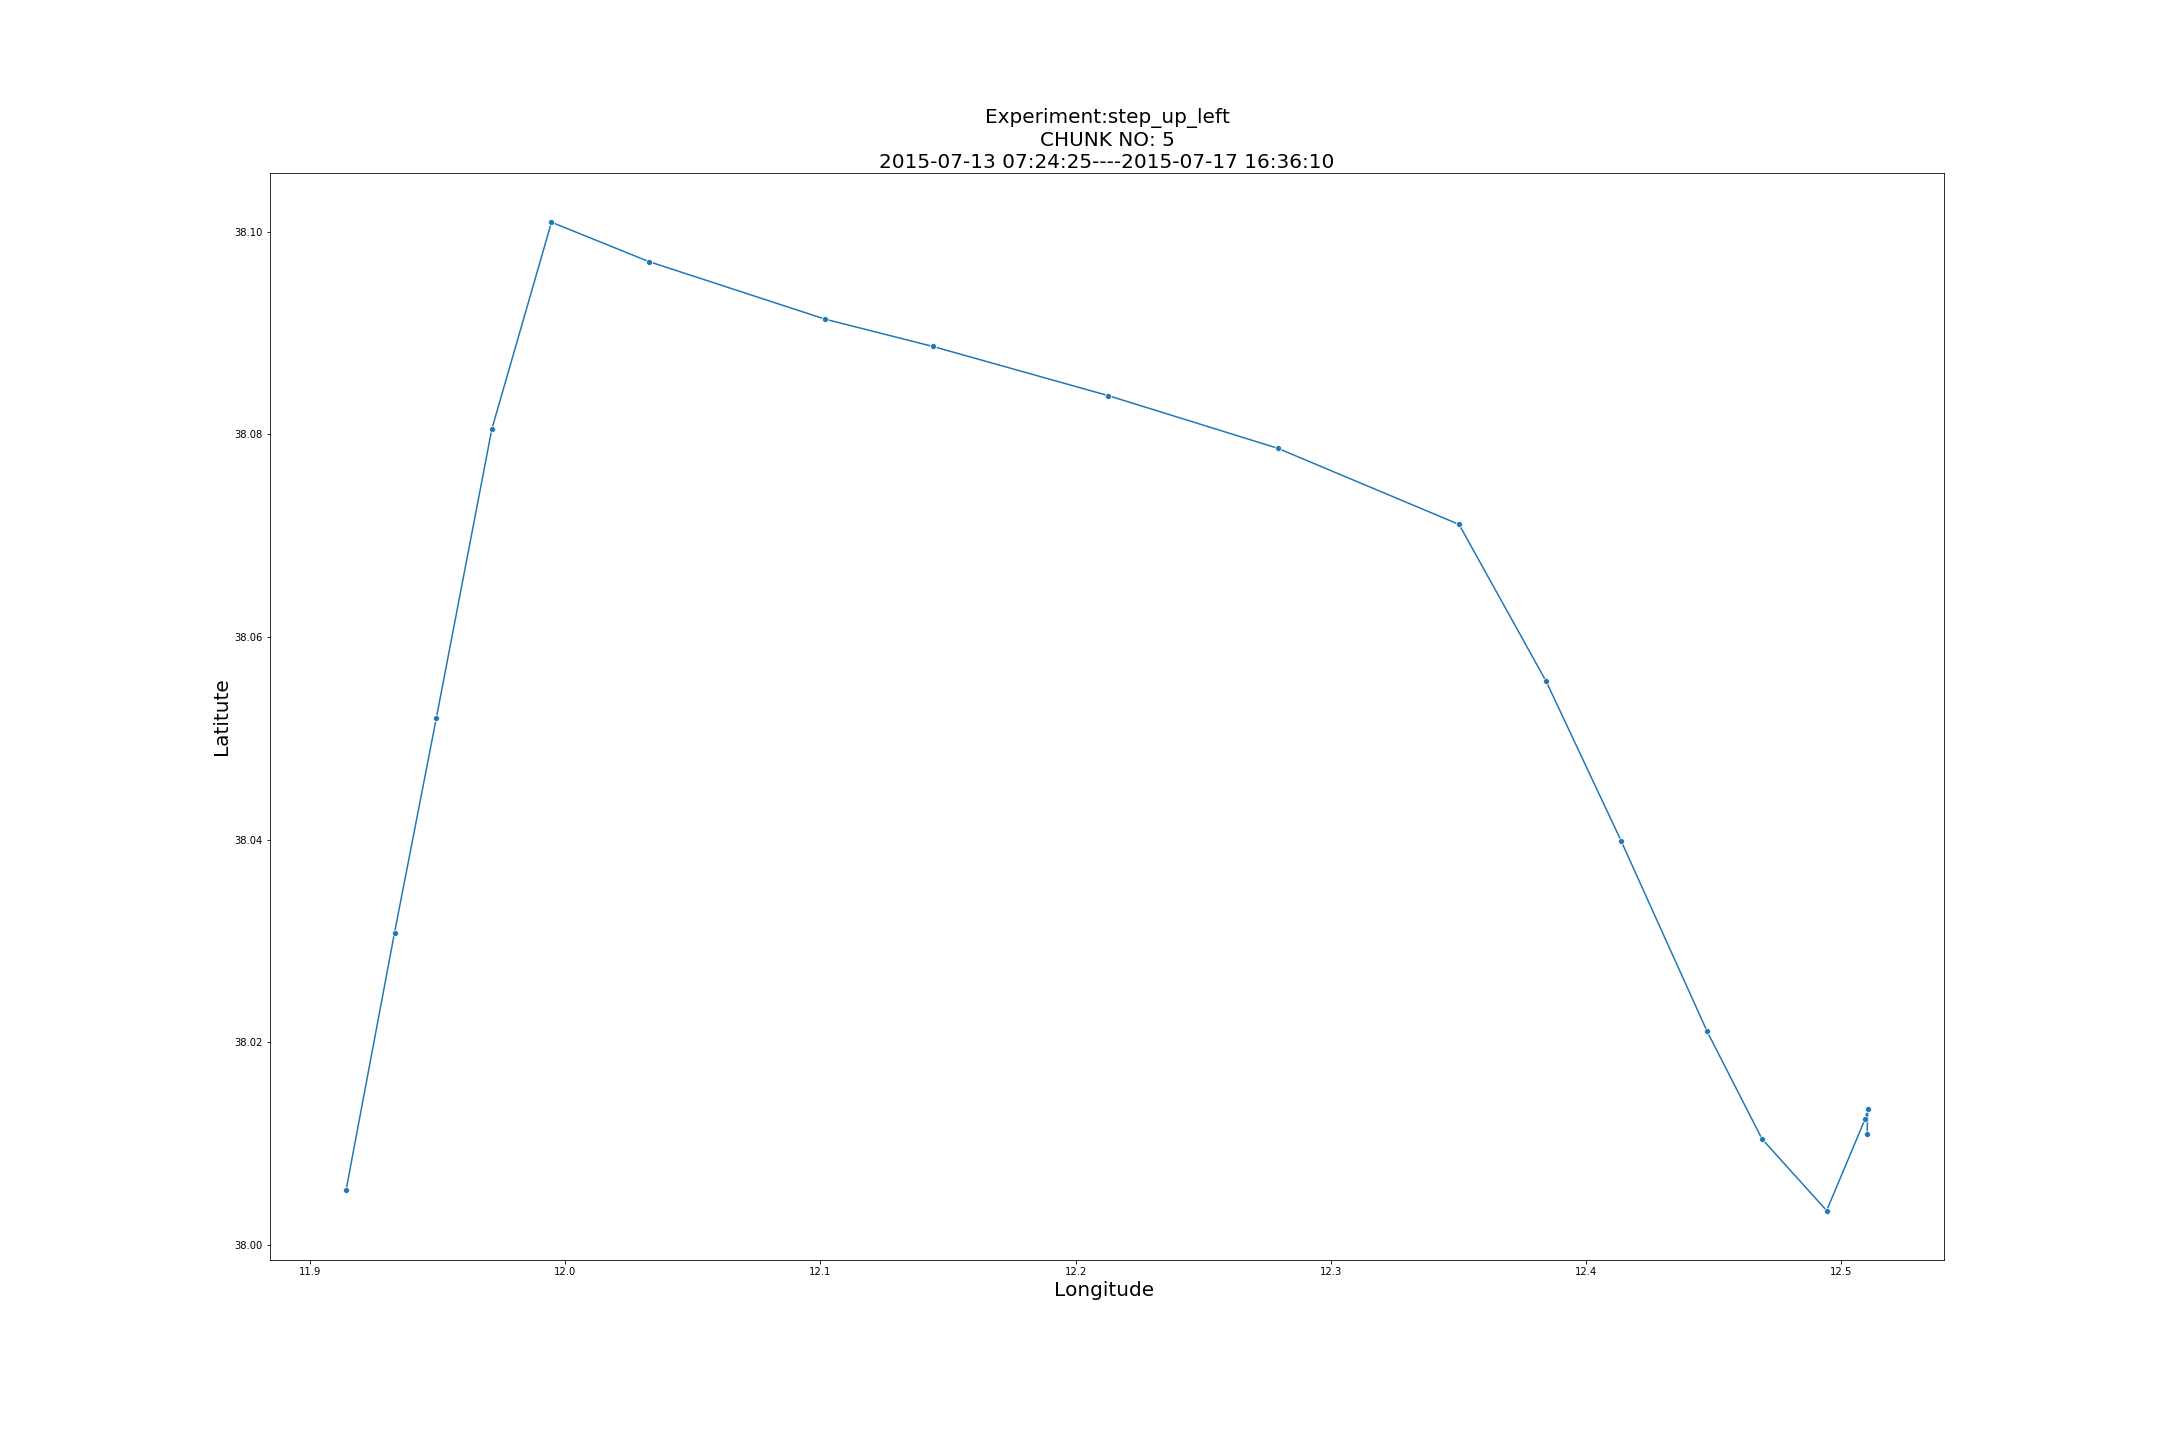 Experiment:step_up_left
CHUNK NO: 5
2015-07-13 07:24:25----2015-07-17 16:36:10
38.10
38.08
38.06
38.04
38.02
38.00
Latitute
11.9 12.0 12.1 12.2 12.3 12.4 12.5
Longitude